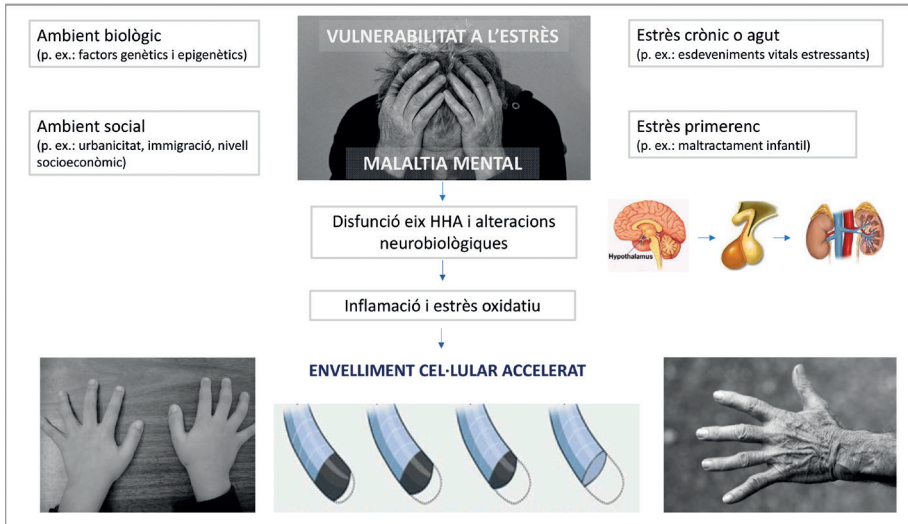 Ambient biològic
(p. ex.: factors genètics i epigenètics)
VULNERABILITAT A L’ESTRÈS
Estrès crònic o agut
(p. ex.: esdeveniments vitals estressants)
Ambient social
(p. ex.: urbanicitat, immigració, nivell
socioeconòmic)
MALALTIA MENTAL
Estrès primerenc
(p. ex.: maltractament infantil)
Disfunció eix HHA i alteracions
neurobiològiques
Hypothalamus
Inflamació i estrès oxidatiu
ENVELLIMENT CEL·LULAR ACCELERAT